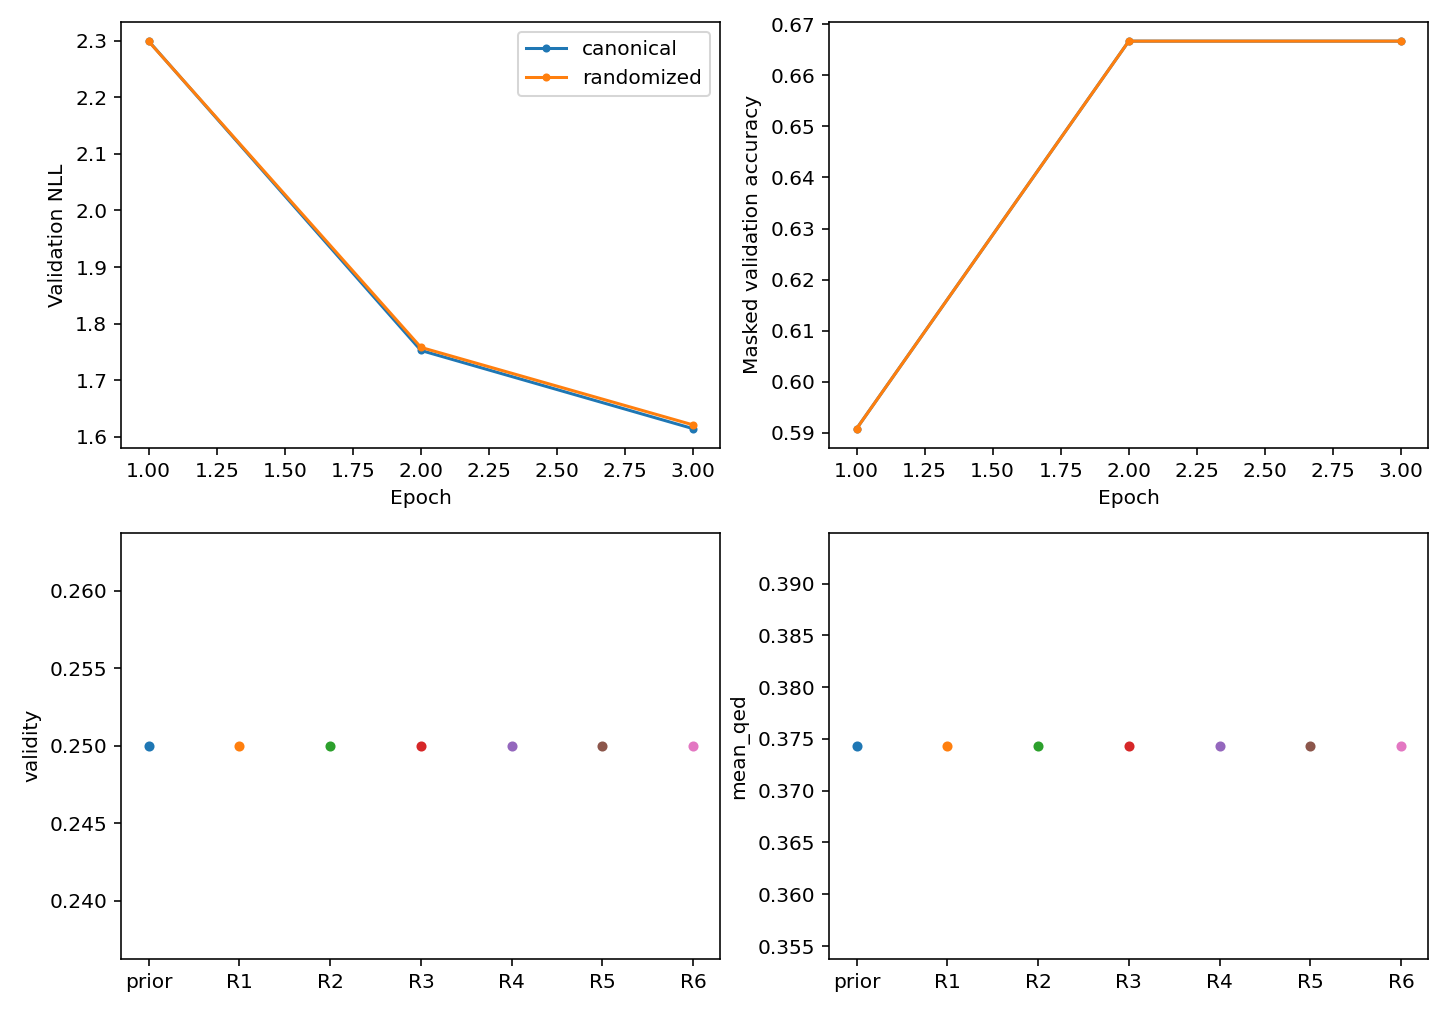 2.3
2.2
2.1
2.0
1.9
1.8
1.7
1.6
Validation NLL
canonical
randomized
1.00 1.25 1.50 1.75 2.00 2.25 2.50 2.75 3.00
Epoch
0.67
0.66
0.65
0.64
0.63
0.62
0.61
0.60
0.59
Masked validation accuracy
1.00 1.25 1.50 1.75 2.00 2.25 2.50 2.75 3.00
Epoch
0.260
0.255
0.250
0.245
0.240
validity
prior R1 R2 R3 R4 R5 R6
0.390
0.385
0.380
0.375
0.370
0.365
0.360
0.355
mean_qed
prior R1 R2 R3 R4 R5 R6